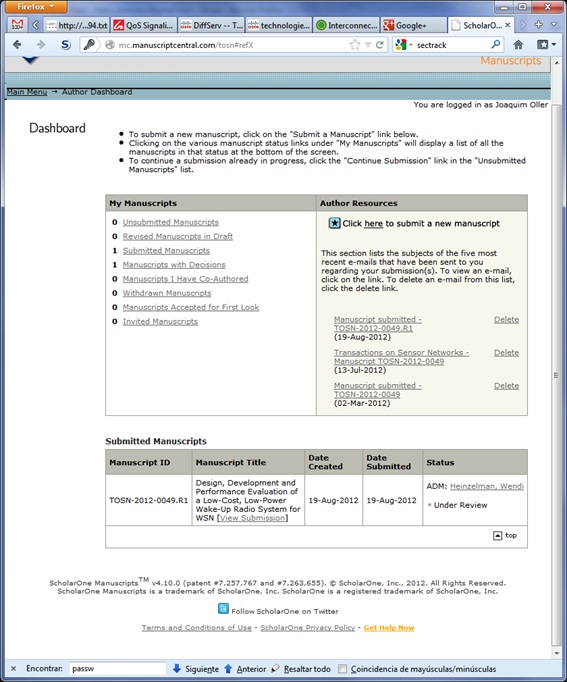 Firefox
http://...94.txt
QoS Signali...
DiffServ -- T...
technologie...
Interconnec...
Google+
ScholarO...
mc.manuscriptcentral.com/tosn#refX
sectrack
Manuscripts
Main Menu → Author Dashboard
You are logged in as Joaquim Oller
Dashboard
• To submit a new manuscript, click on the "Submit a Manuscript" link below.
• Clicking on the various manuscript status links under "My Manuscripts" will display a list of all the
manuscripts in that status at the bottom of the screen.
• To continue a submission already in progress, click the "Continue Submission" link in the "Unsubmitted
Manuscripts" list.
My Manuscripts
0 Unsubmitted Manuscripts
0 Revised Manuscripts in Draft
1 Submitted Manuscripts
1 Manuscripts with Decisions
0 Manuscripts I Have Co-Authored
0 Withdrawn Manuscripts
0 Manuscripts Accepted for First Look
0 Invited Manuscripts
Author Resources
Click here to submit a new manuscript
This section lists the subjects of the five most
recent e-mails that have been sent to you
regarding your submission(s). To view an e-mail,
click on the link. To delete an e-mail from this list,
click the delete link.
Manuscript submitted - Delete
TOSN-2012-0049.R1
(19-Aug-2012)
Transactions on Sensor Networks - Delete
Manuscript TOSN-2012-0049
(13-Jul-2012)
Manuscript submitted - Delete
TOSN-2012-0049
(02-Mar-2012)
Submitted Manuscripts
Manuscript ID
Manuscript Title
Date
Created
Date
Submitted
Status
TOSN-2012-0049.R1
Design, Development and
Performance Evaluation of
a Low-Cost, Low-Power
Wake-Up Radio System for
WSN [View Submission]
19-Aug-2012
19-Aug-2012
ADM: Heinzelman, Wendi
Under Review
top
ScholarOne Manuscripts™ v4.10.0 (patent #7,257,767 and #7,263,655). © ScholarOne, Inc., 2012. All Rights Reserved.
ScholarOne Manuscripts is a trademark of ScholarOne, Inc. ScholarOne is a registered trademark of ScholarOne, Inc.
Follow ScholarOne on Twitter
Terms and Conditions of Use - ScholarOne Privacy Policy - Get Help Now
Encontrar: passw Siguiente Anterior Resaltar todo Coincidencia de mayúsculas/minúsculas